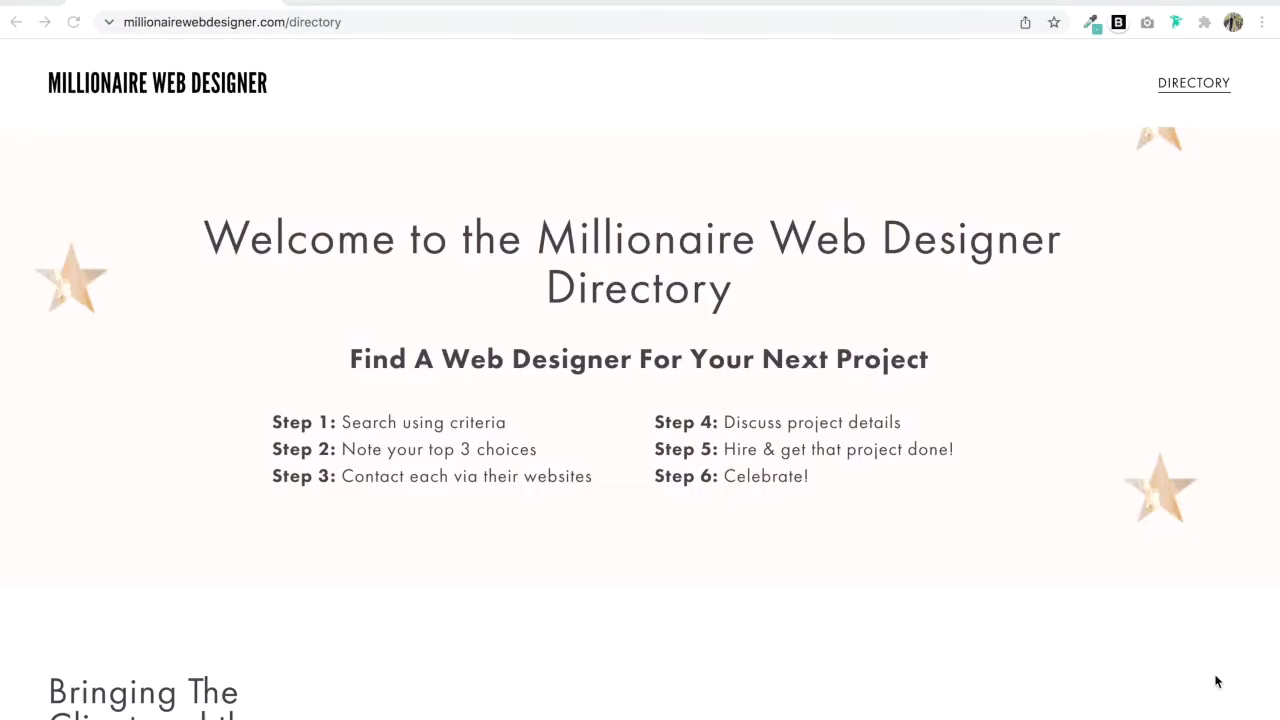 millionairewebdesigner.com/directory
MILLIONAIRE WEB DESIGNER
DIRECTORY
Welcome to the Millionaire Web Designer
Directory
Find A Web Designer For Your Next Project
Step 1: Search using criteria
Step 2: Note your top 3 choices
Step 3: Contact each via their websites
Step 4: Discuss project details
Step 5: Hire & get that project done!
Step 6: Celebrate!
Bringing The